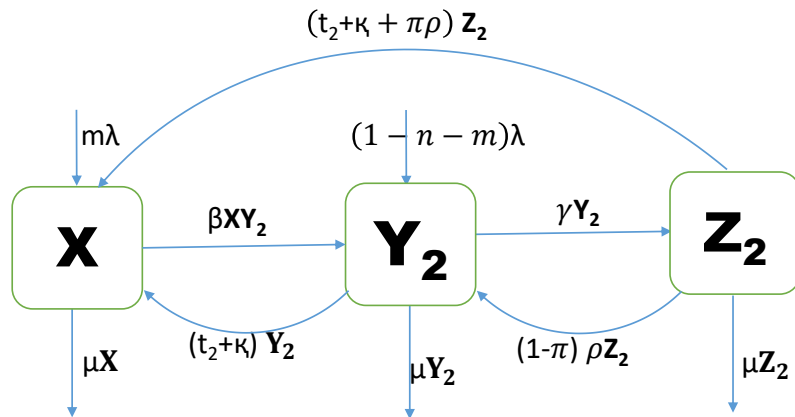 (t₂+қ + πρ) Z₂
mλ
(1 − n − m)λ
X
βXY₂
Y₂
γY₂
Z₂
(t₂+қ) Y₂
(1-π) ρZ₂
μX
μY₂
μZ₂